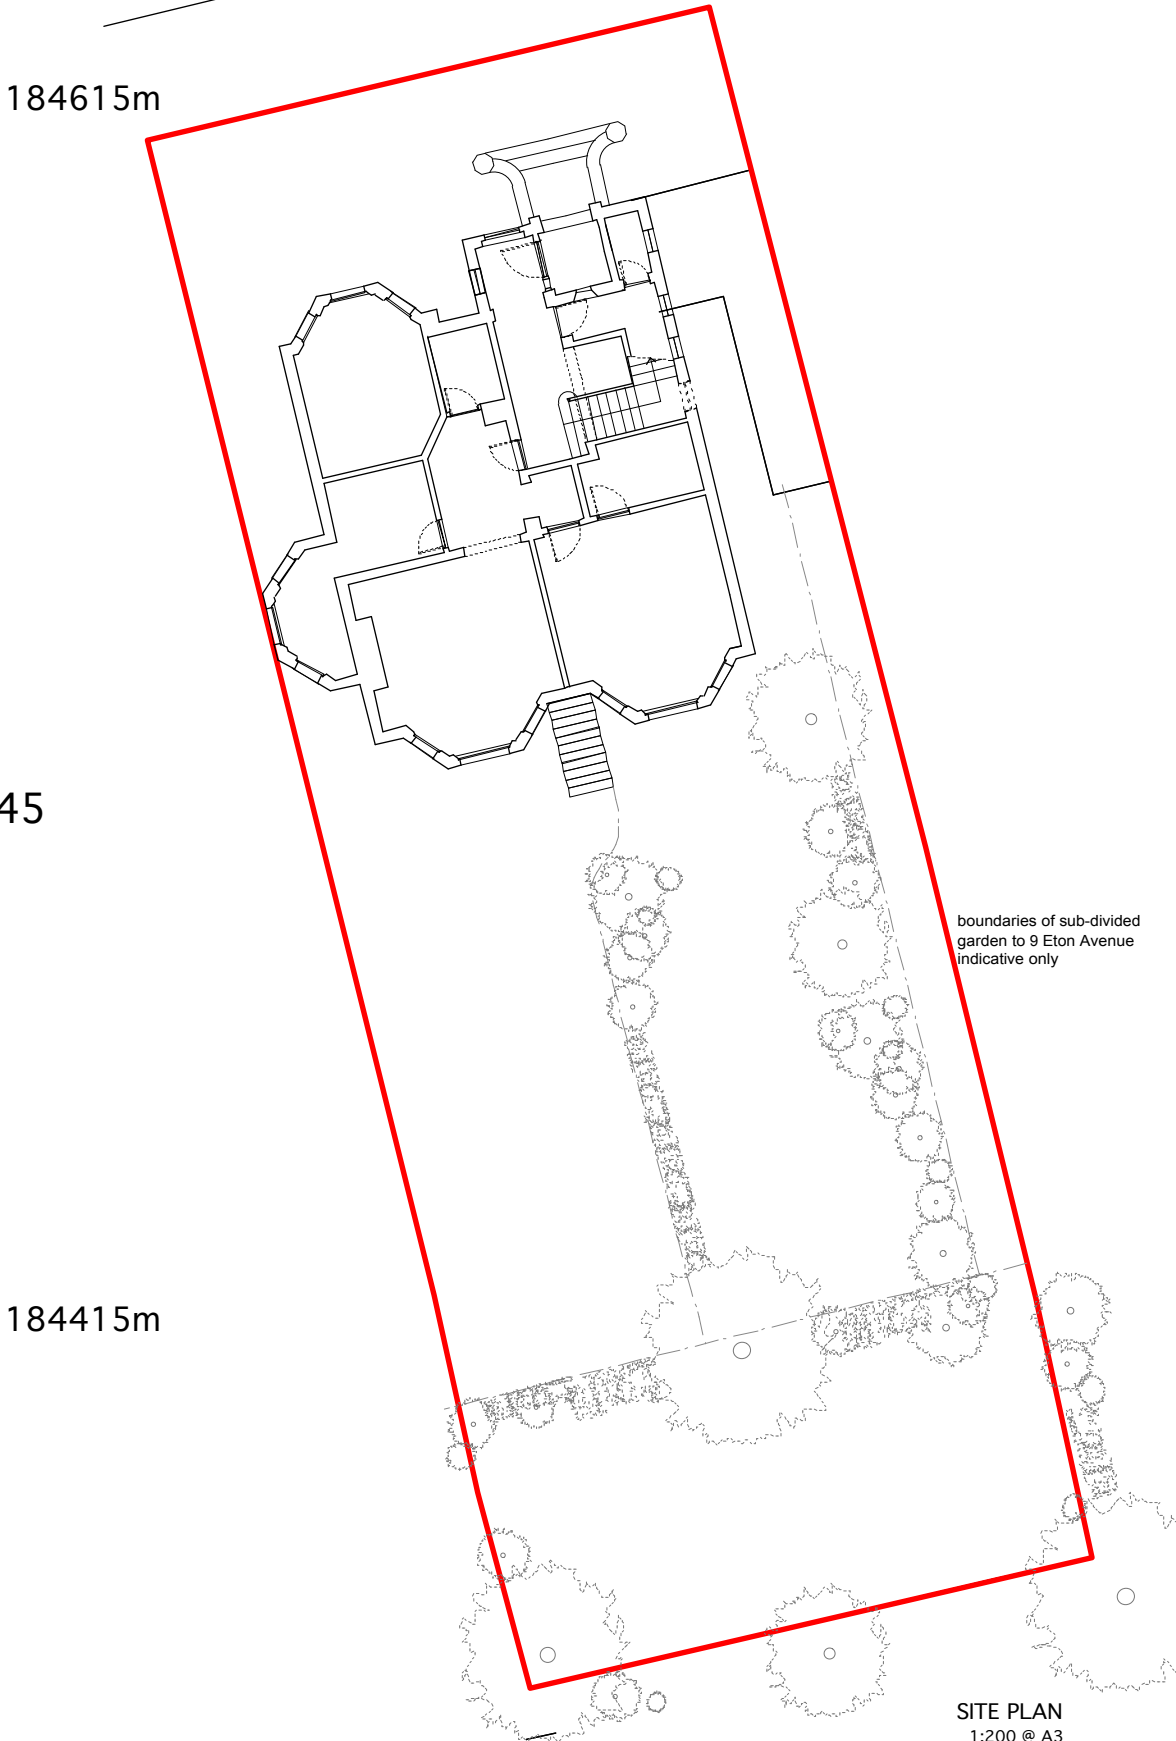 184615m
45
boundaries of sub-divided
garden to 9 Eton Avenue
indicative only
184415m
SITE PLAN
1:200 @ A3